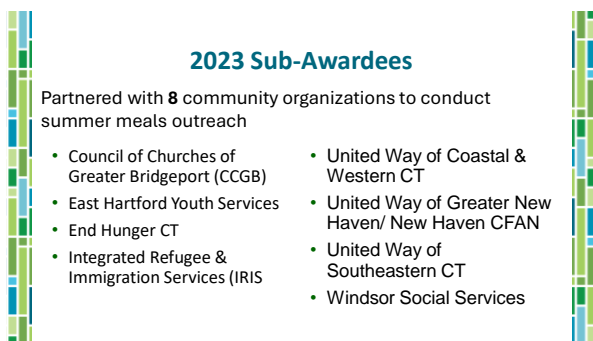 2023 Sub-Awardees
Partnered with 8 community organizations to conduct
summer meals outreach
• Council of Churches of
Greater Bridgeport (CCGB)
• East Hartford Youth Services
• End Hunger CT
• Integrated Refugee &
Immigration Services (IRIS
• United Way of Coastal &
Western CT
• United Way of Greater New
Haven/ New Haven CFAN
• United Way of
Southeastern CT
• Windsor Social Services